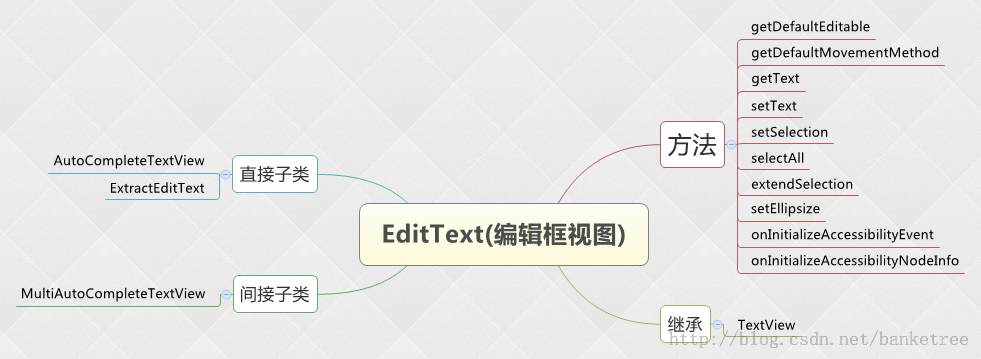 EditText(编辑框视图)
方法
getDefaultEditable
getDefaultMovementMethod
getText
setText
setSelection
selectAll
extendSelection
setEllipsize
onInitializeAccessibilityEvent
onInitializeAccessibilityNodeInfo
继承
TextView
直接子类
AutoCompleteTextView
ExtractEditText
间接子类
MultiAutoCompleteTextView
http://blog.csdn.net/banketree